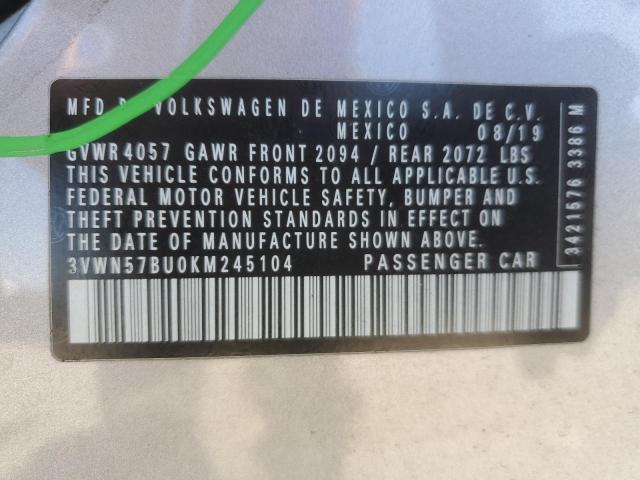 MFD B VOLKSWAGEN DE MEXICO S.A. DE C.V.
MEXICO 08/19
GVWR 4057 GAWR FRONT 2094 / REAR 2072 LBS
THIS VEHICLE CONFORMS TO ALL APPLICABLE U.S.
FEDERAL MOTOR VEHICLE SAFETY, BUMPER AND
THEFT PREVENTION STANDARDS IN EFFECT ON
THE DATE OF MANUFACTURE SHOWN ABOVE.
3VWN57BU0KM245104 PASSENGER CAR
3421576 3386 M